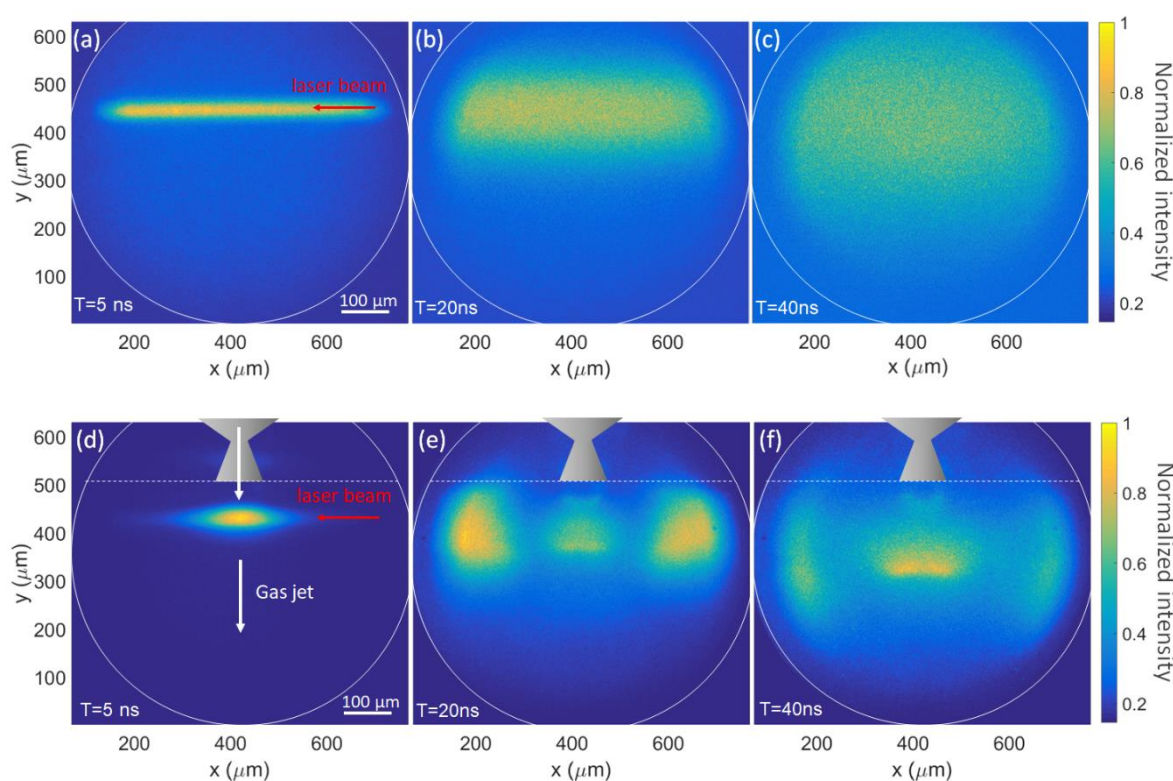 (a)
(b)
(c)
laser beam
T=5 ns
100 μm
T=20ns
T=40ns
y (μm)
600
500
400
300
200
100
200
400
600
x (μm)
200
400
600
x (μm)
200
400
600
x (μm)
1
0.8
0.6
0.4
0.2
Normalized intensity
(d)
(e)
(f)
laser beam
Gas jet
T=5 ns
100 μm
T=20ns
T=40ns
y (μm)
600
500
400
300
200
100
200
400
600
x (μm)
200
400
600
x (μm)
200
400
600
x (μm)
1
0.8
0.6
0.4
0.2
Normalized intensity